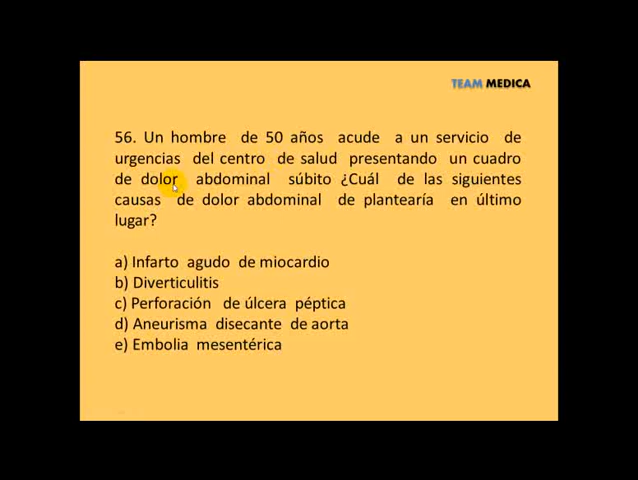 TEAM MEDICA
56. Un hombre de 50 años acude a un servicio de
urgencias del centro de salud presentando un cuadro
de dolor abdominal súbito ¿Cuál de las siguientes
causas de dolor abdominal de plantearía en último
lugar?
a) Infarto agudo de miocardio
b) Diverticulitis
c) Perforación de úlcera péptica
d) Aneurisma disecante de aorta
e) Embolia mesentérica